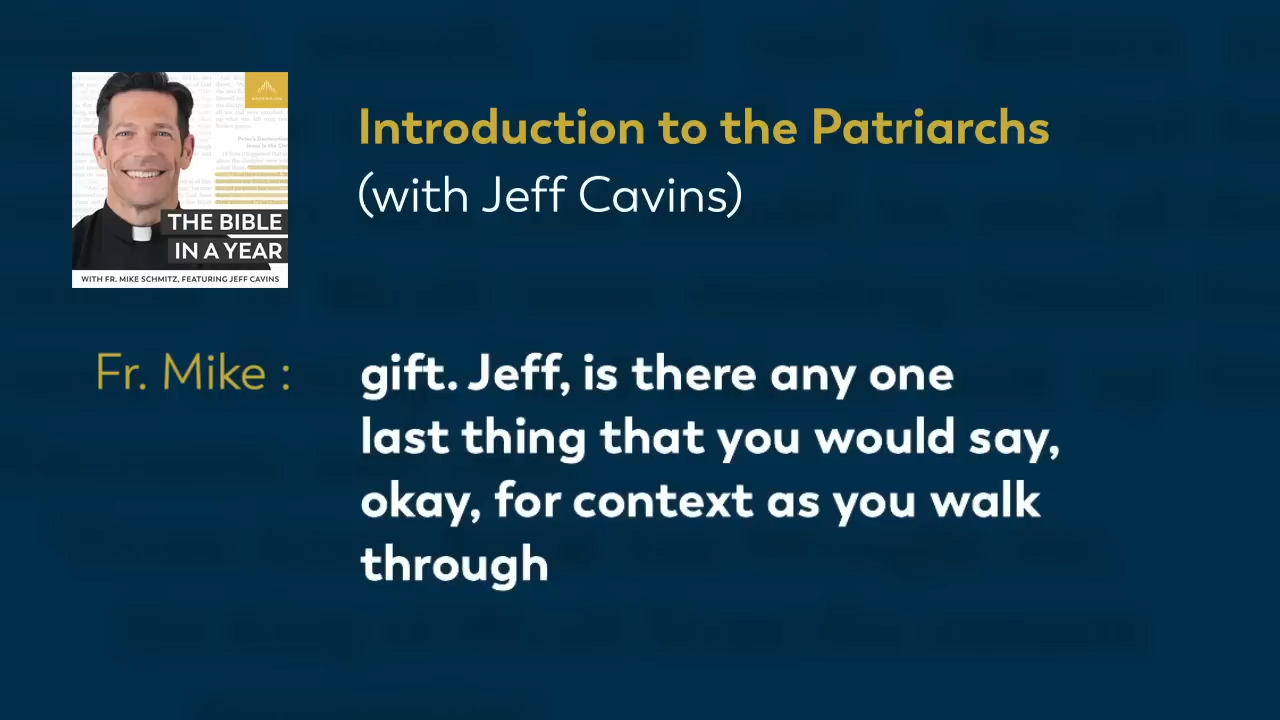 Introduction to the Patriarchs
(with Jeff Cavins)
THE BIBLE
IN A YEAR
WITH FR. MIKE SCHMITZ, FEATURING JEFF CAVINS
Fr. Mike :
gift. Jeff, is there any one
last thing that you would say,
okay, for context as you walk
through